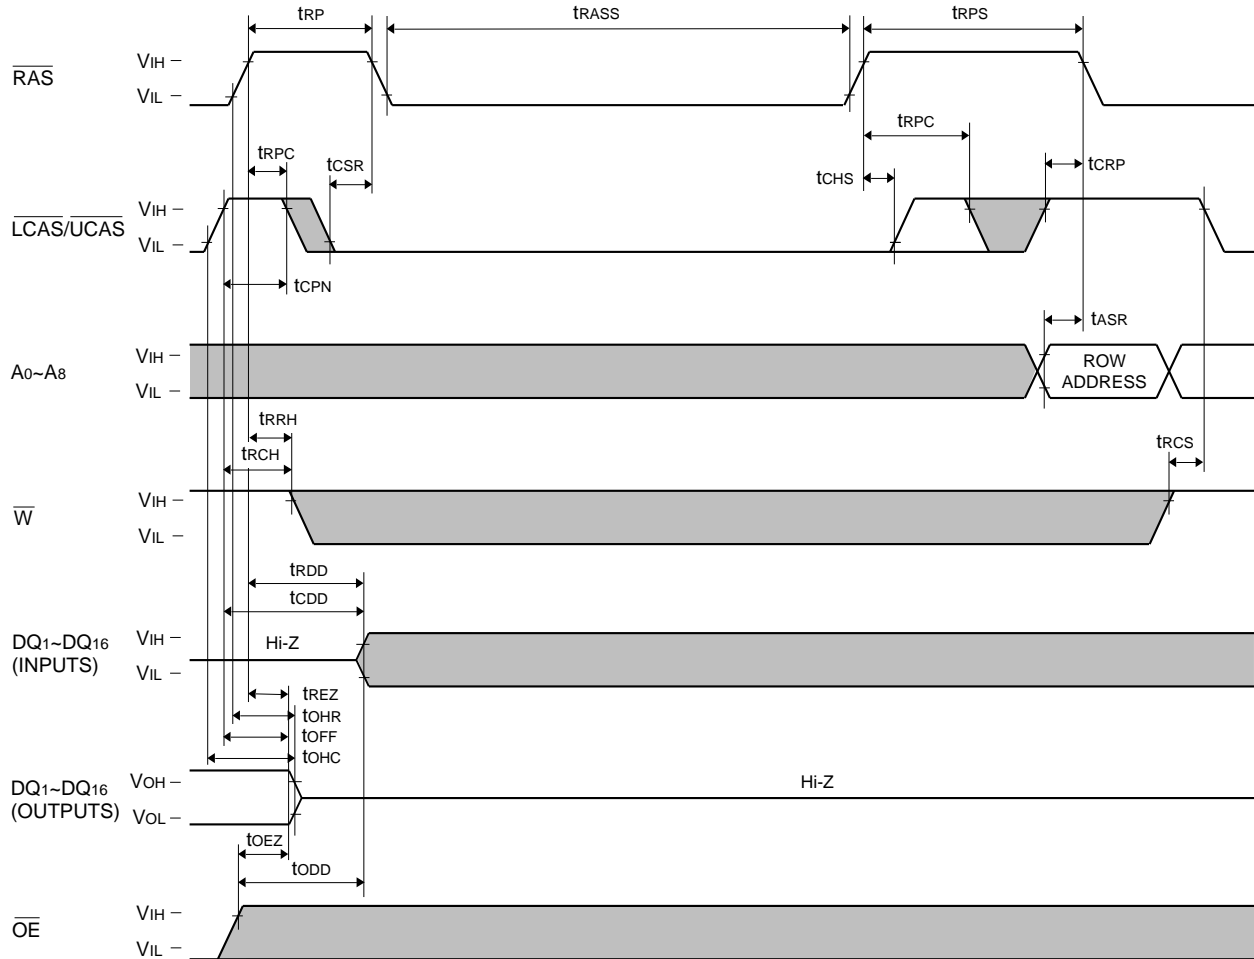 tRP tRASS tRPS
RAS
VIH
VIL
tRPC
tRPC tCSR tCHS tCRP
LCAS/UCAS
VIH
VIL
tCPN
tASR
A0~A8
VIH
VIL
ROW
ADDRESS
tRRH
tRCH
tRCS
W
VIH
VIL
tRDD
tCDD
DQ1~DQ16
(INPUTS)
VIH
VIL
Hi-Z
tREZ
tOHR
tOFF
tOHC
DQ1~DQ16
(OUTPUTS)
VOH
VOL
Hi-Z
tOEZ
tODD
OE
VIH
VIL